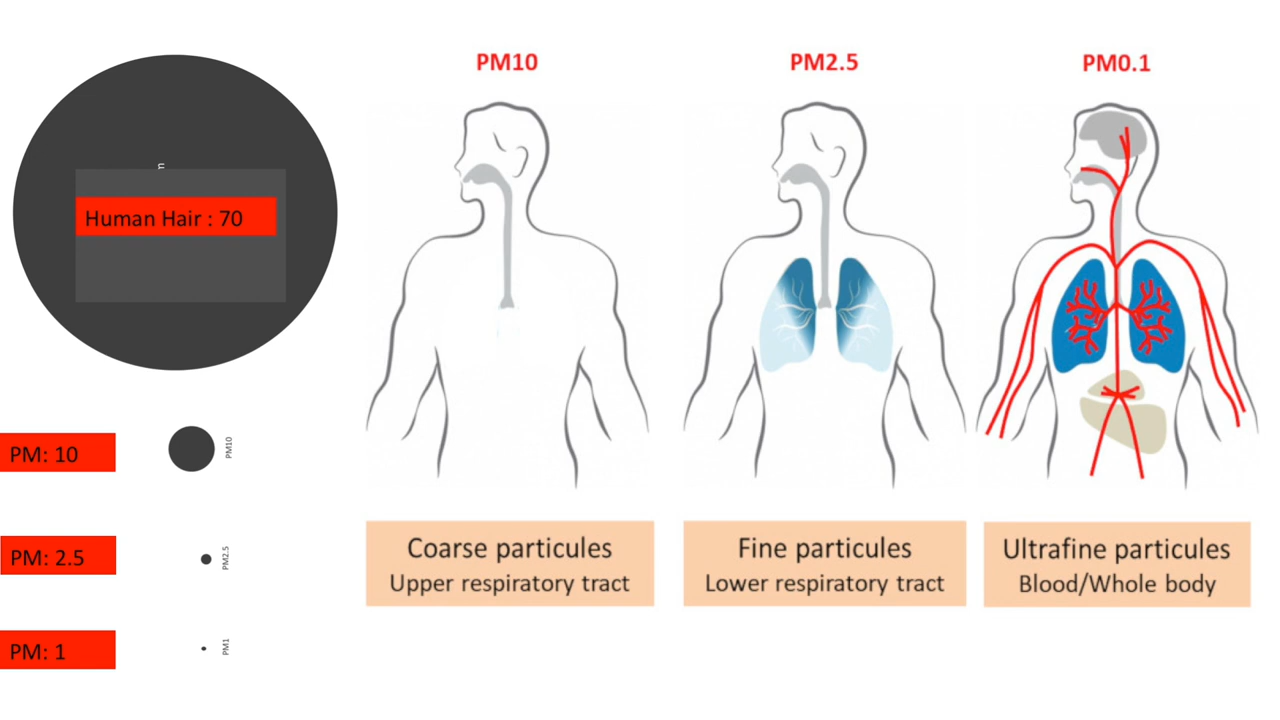 n
Human Hair : 70
PM: 10
PM10
PM: 2.5
PM2.5
PM: 1
PM1
PM10
PM2.5
PM0.1
Coarse particules
Upper respiratory tract
Fine particules
Lower respiratory tract
Ultrafine particules
Blood/Whole body